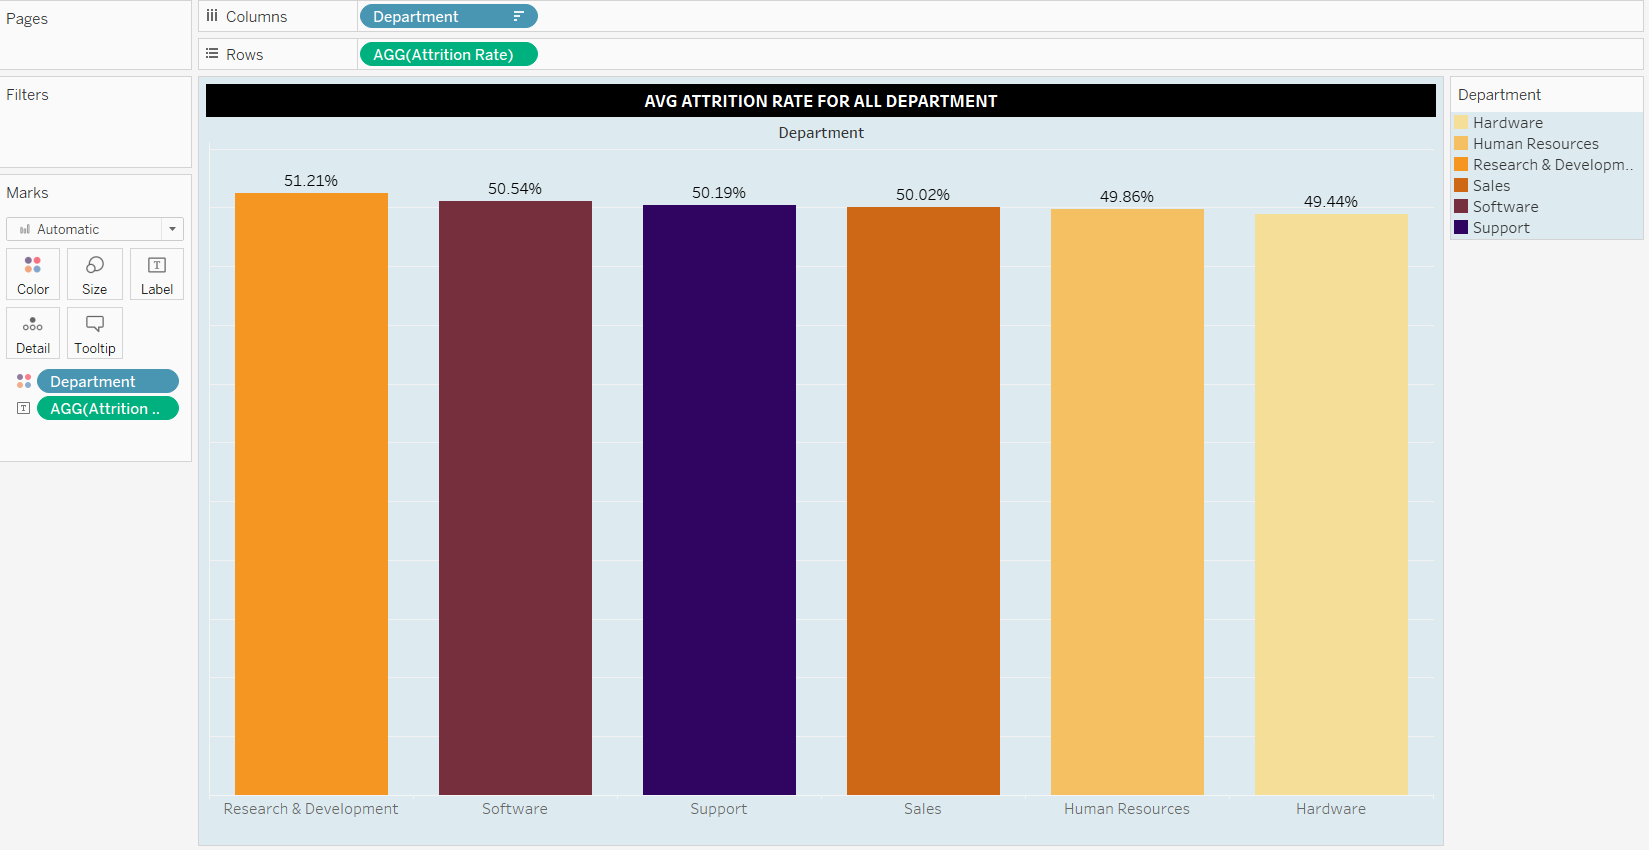 Pages
Columns
Department
Rows
AGG(Attrition Rate)
Filters
Marks
Automatic
Color
Size
Label
T
Detail
Tooltip
Department
T
AGG(Attrition ..
AVG ATTRITION RATE FOR ALL DEPARTMENT
Department
51.21%
50.54%
50.19%
50.02%
49.86%
49.44%
Research & Development
Software
Support
Sales
Human Resources
Hardware
Department
Hardware
Human Resources
Research & Developm..
Sales
Software
Support